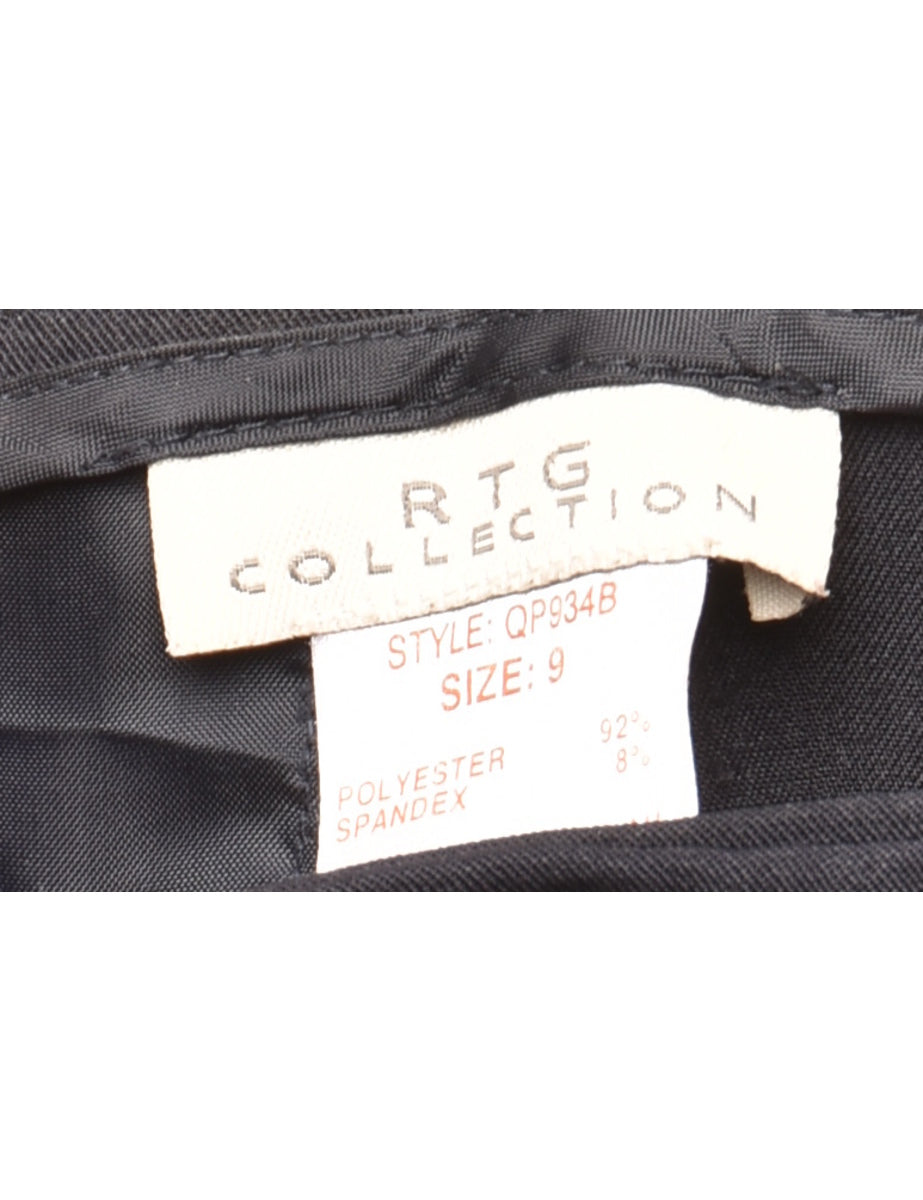 RTG
COLLECTION
STYLE: QP934B
SIZE: 9
POLYESTER 92%
SPANDEX 8%